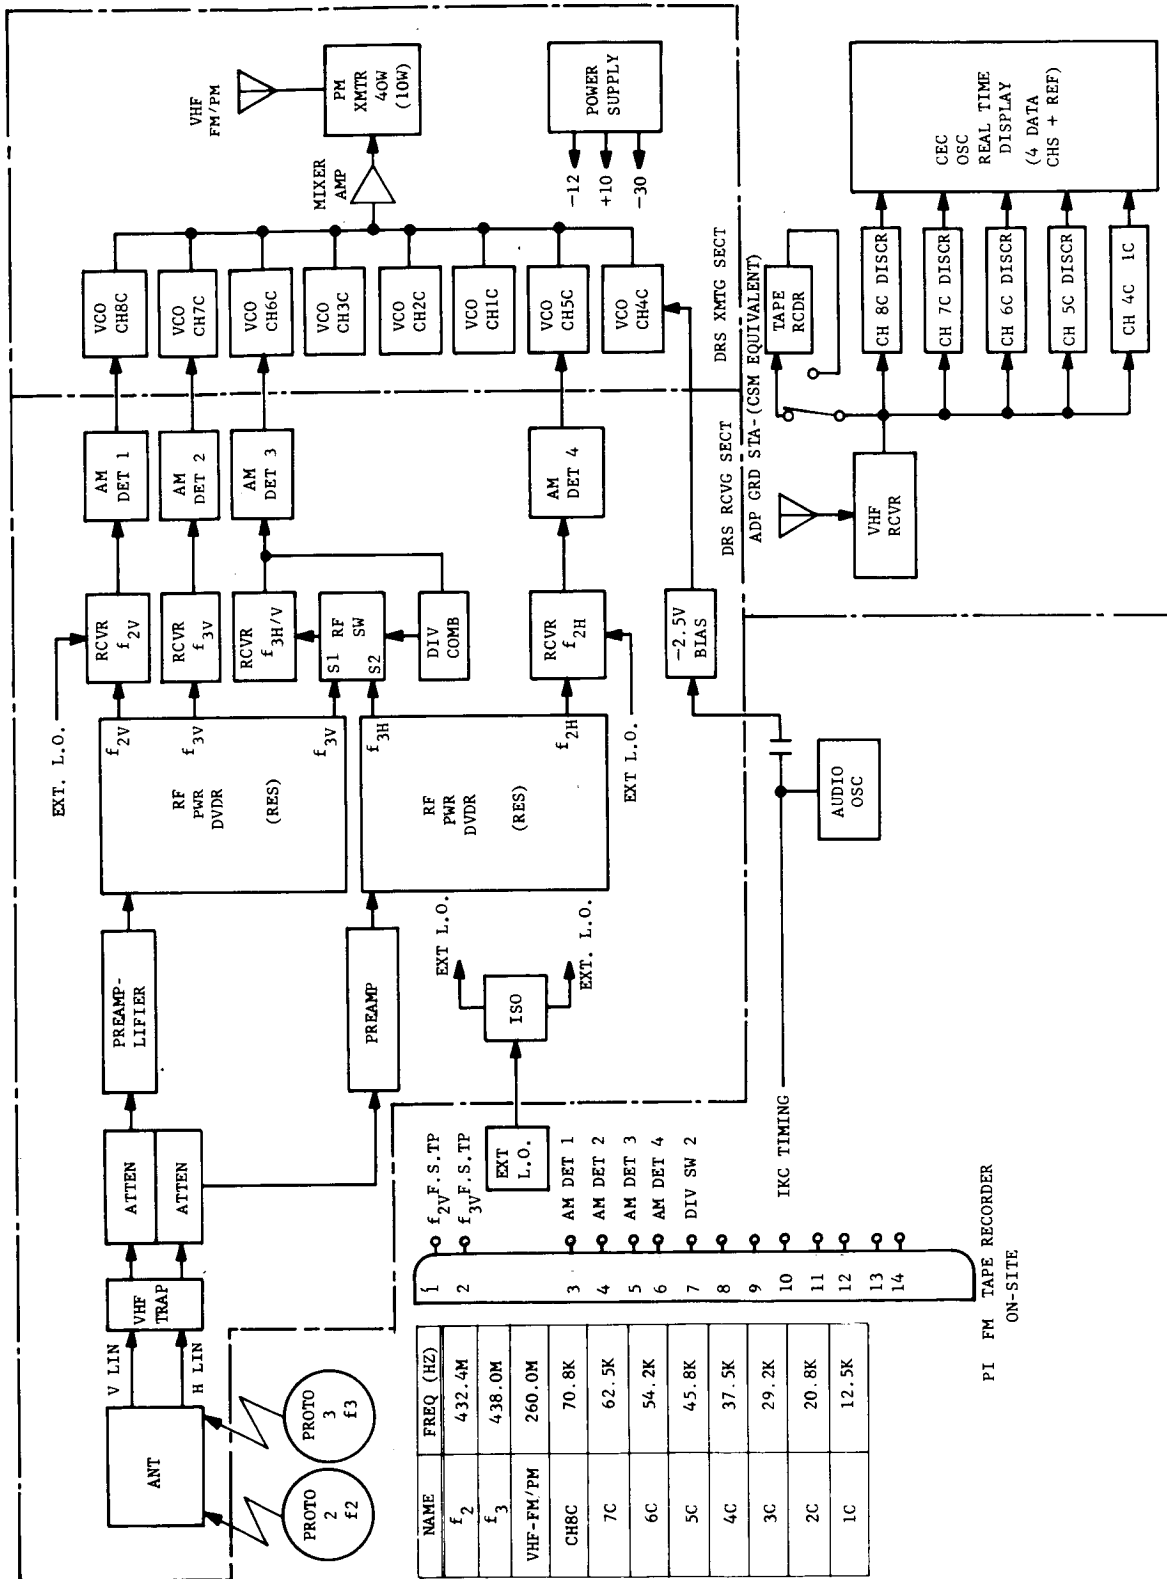 ANT
V LIN
H LIN
PROTO
2
f2
PROTO
3
f3
VHF
TRAP
ATTEN
ATTEN
PREAMP-
LIFIER
PREAMP
EXT
L.O.
ISO
EXT L.O.
EXT. L.O.
RF
PWR
DVDR
(RES)
f2V
f3V
f3V
RF
PWR
DVDR
(RES)
f3H
f2H
EXT. L.O.
EXT L.O.
RCVR
f2V
RCVR
f3V
RCVR
f3H/V
S1 RF
S2 SW
DIV
COMB
RCVR
f2H
-2.5V
BIAS
AM
DET 1
AM
DET 2
AM
DET 3
AM
DET 4
DRS RCVG SECT
DRS XMTG SECT
VCO
CH8C
VCO
CH7C
VCO
CH6C
VCO
CH3C
VCO
CH2C
VCO
CH1C
VCO
CH5C
VCO
CH4C
MIXER
AMP
VHF
FM/PM
PM
XMTR
40W
(10W)
POWER
SUPPLY
-12
+10
-30
ADP GRD STA-(CSM EQUIVALENT)
VHF
RCVR
TAPE
RCDR
CH 8C DISCR
CH 7C DISCR
CH 6C DISCR
CH 5C DISCR
CH 4C 1C
CEC
OSC
REAL TIME
DISPLAY
(4 DATA
CHS + REF)
AUDIO
OSC
IKC TIMING
1 f2V F.S.TP
2 f3V F.S.TP
3 AM DET 1
4 AM DET 2
5 AM DET 3
6 AM DET 4
7 DIV SW 2
8
9
10
11
12
13
14
PI FM TAPE RECORDER
ON-SITE
NAME FREQ (HZ)
f2 432.4M
f3 438.0M
VHF-FM/PM 260.0M
CH8C 70.8K
7C 62.5K
6C 54.2K
5C 45.8K
4C 37.5K
3C 29.2K
2C 20.8K
1C 12.5K